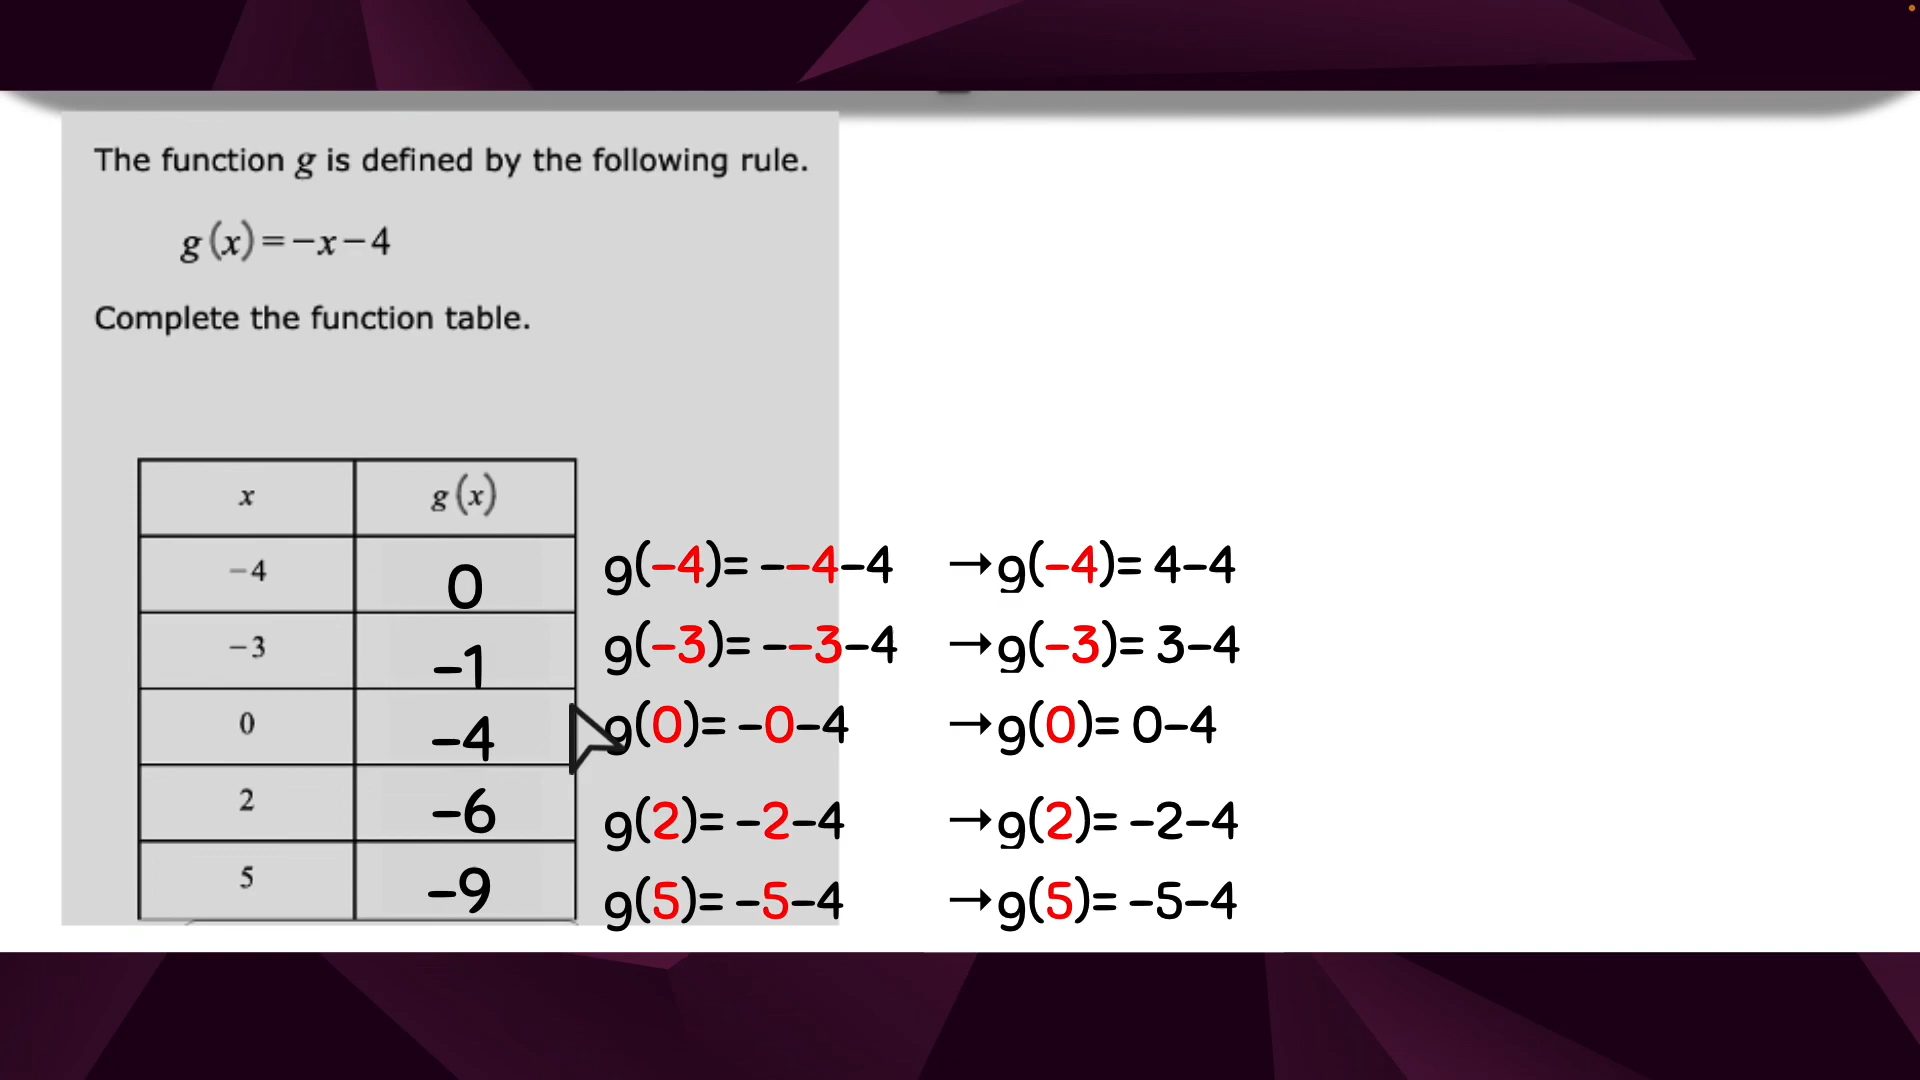 The function g is defined by the following rule.
g(x)=−x−4
Complete the function table.
x g(x)
−4 0 g(-4)= --4-4 →g(-4)= 4-4
−3 -1 g(-3)= --3-4 →g(-3)= 3-4
0 -4 g(0)= -0-4 →g(0)= 0-4
2 -6 g(2)= -2-4 →g(2)= -2-4
5 -9 g(5)= -5-4 →g(5)= -5-4